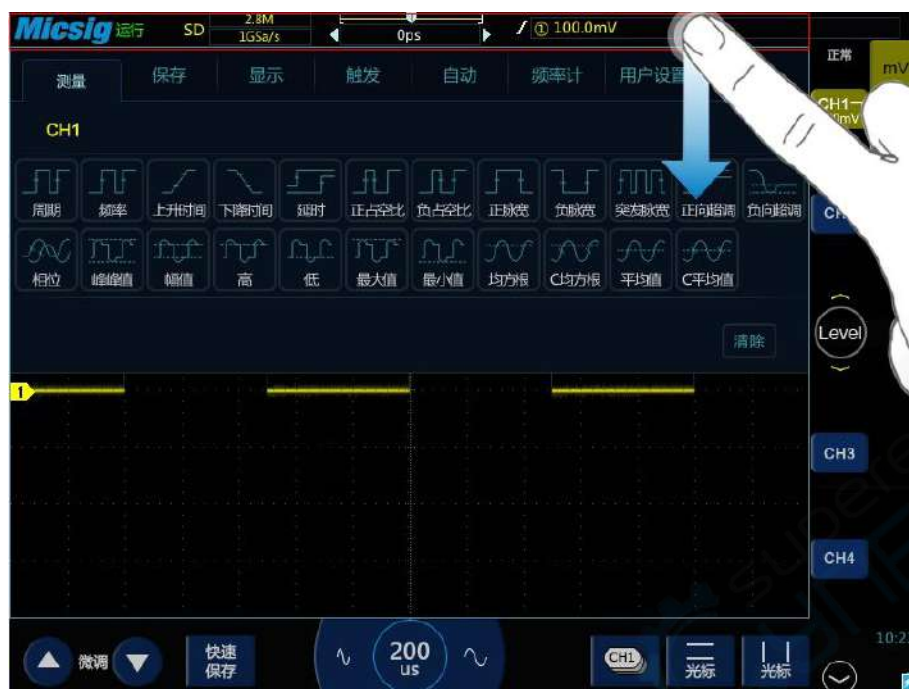 Micsig 运行 SD 2.8M 1GSa/s 0ps ① 100.0mV
测量 保存 显示 触发 自动 频率计 用户设置
正常
mV
CH1
CH1
周期 频率 上升时间 下降时间 延时 正占空比 负占空比 正脉宽 负脉宽 突发脉宽 正向超调 负向超调
相位 峰峰值 幅值 高 低 最大值 最小值 均方根 C均方根 平均值 C平均值
清除
Level
1
CH3
CH4
微调 快速保存 200 us CH1 光标 光标